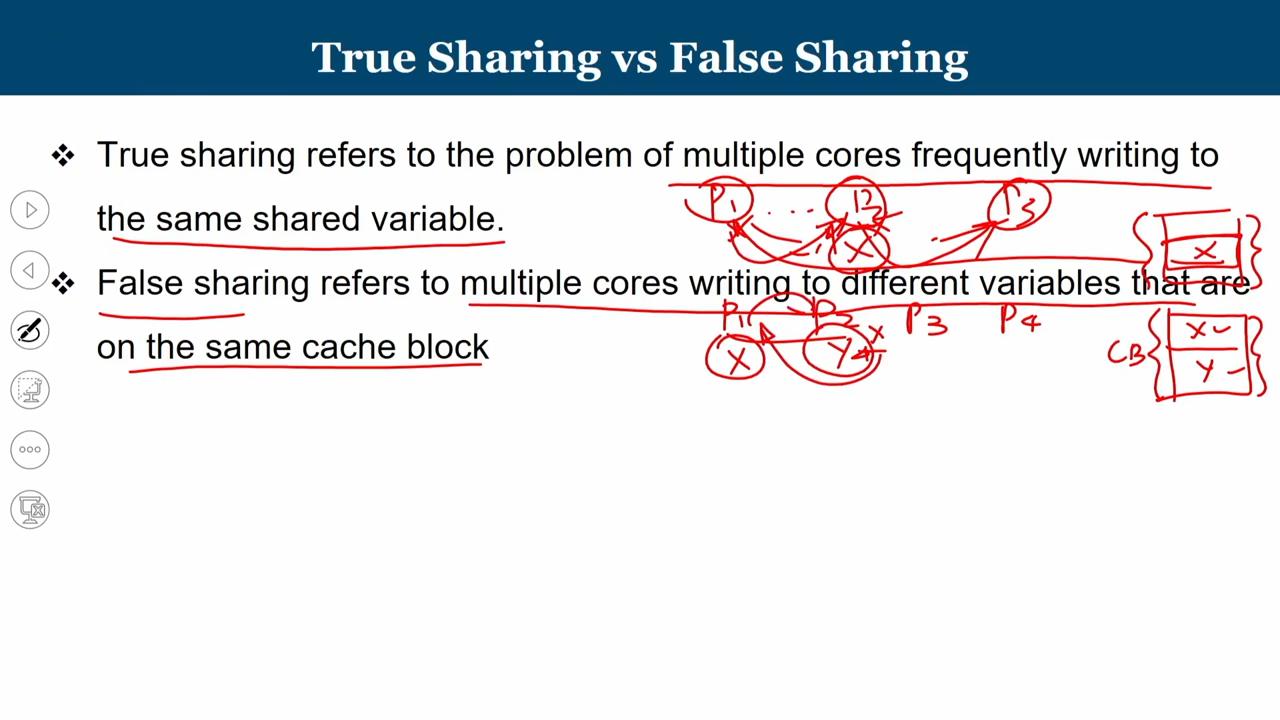 True Sharing vs False Sharing
❖ True sharing refers to the problem of multiple cores frequently writing to
the same shared variable.
P1 ... P2 P3
X
X
❖ False sharing refers to multiple cores writing to different variables that are
on the same cache block
P1 P2 P3 P4
X Y X
CB X
Y